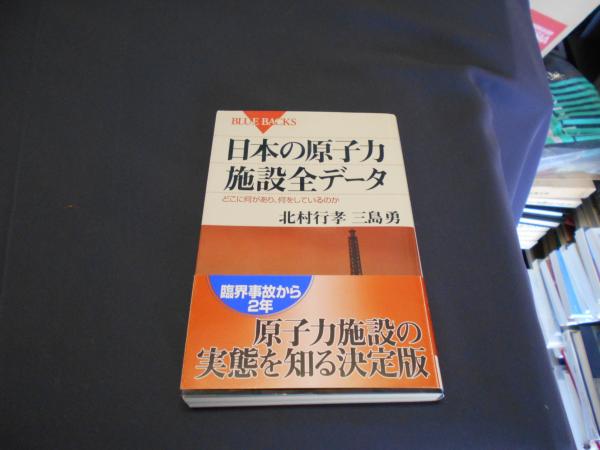 BLUE BACKS
日本の原子力
施設全データ
どこに何があり、何をしているのか
北村行孝 三島勇
臨界事故から
2年
原子力施設の
実態を知る決定版